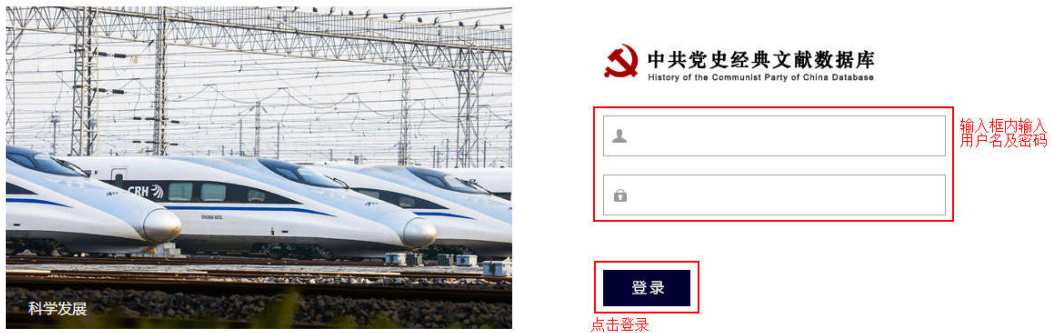 中共党史经典文献数据库
History of the Communist Party of China Database
输入框内输入
用户名及密码
CRH
科学发展
登录
点击登录